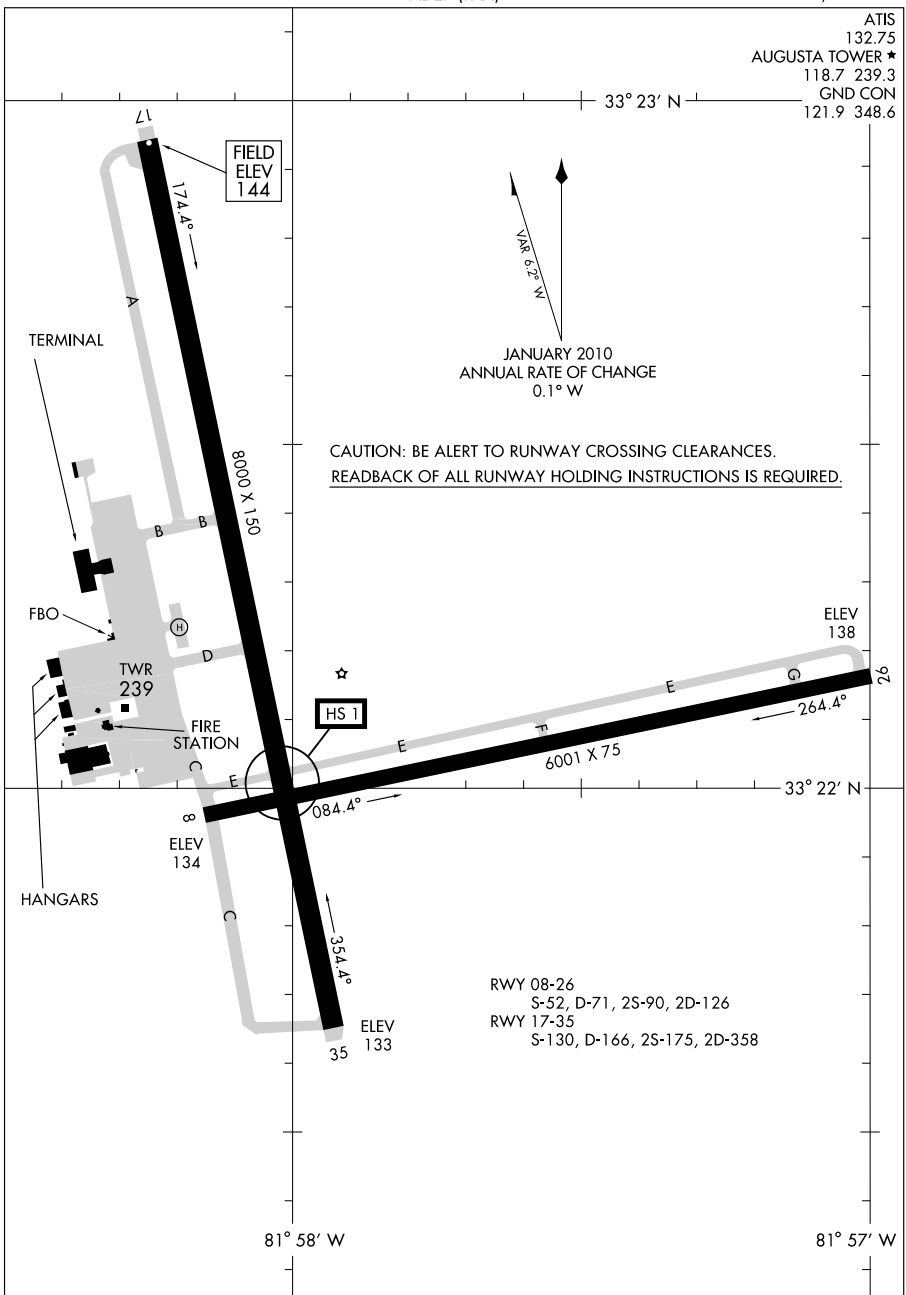 ATIS
132.75
AUGUSTA TOWER ★
118.7 239.3
GND CON
121.9 348.6
33° 23' N
17
FIELD
ELEV
144
174.4°
VAR 6.2° W
A
TERMINAL
JANUARY 2010
ANNUAL RATE OF CHANGE
0.1° W
CAUTION: BE ALERT TO RUNWAY CROSSING CLEARANCES.
READBACK OF ALL RUNWAY HOLDING INSTRUCTIONS IS REQUIRED.
8000 X 150
B B
FBO
H
ELEV
138
D
TWR
239
26
G
E
264.4°
HS 1
FIRE
STATION
F
E
6001 X 75
C
E
33° 22' N
084.4°
8
ELEV
134
HANGARS
C
354.4°
RWY 08-26
S-52, D-71, 2S-90, 2D-126
RWY 17-35
S-130, D-166, 2S-175, 2D-358
ELEV
133
35
81° 58' W
81° 57' W